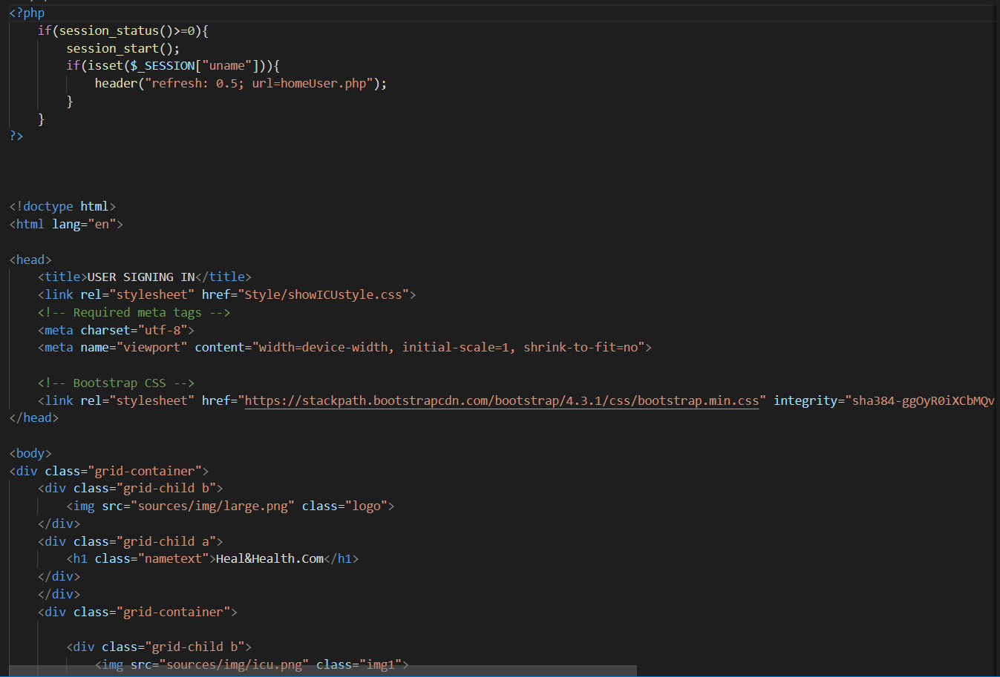 <?php
if(session_status()>=0){
session_start();
if(isset($_SESSION["uname"])){
header("refresh: 0.5; url=homeUser.php");
}
}
?>
<!doctype html>
<html lang="en">
<head>
<title>USER SIGNING IN</title>
<link rel="stylesheet" href="Style/showICUstyle.css">
<!-- Required meta tags -->
<meta charset="utf-8">
<meta name="viewport" content="width=device-width, initial-scale=1, shrink-to-fit=no">
<!-- Bootstrap CSS -->
<link rel="stylesheet" href="https://stackpath.bootstrapcdn.com/bootstrap/4.3.1/css/bootstrap.min.css" integrity="sha384-ggOyR0iXCbMQv
</head>
<body>
<div class="grid-container">
<div class="grid-child b">
<img src="sources/img/large.png" class="logo">
</div>
<div class="grid-child a">
<h1 class="nametext">Heal&Health.Com</h1>
</div>
</div>
<div class="grid-container">
<div class="grid-child b">
<img src="sources/img/icu.png" class="img1">